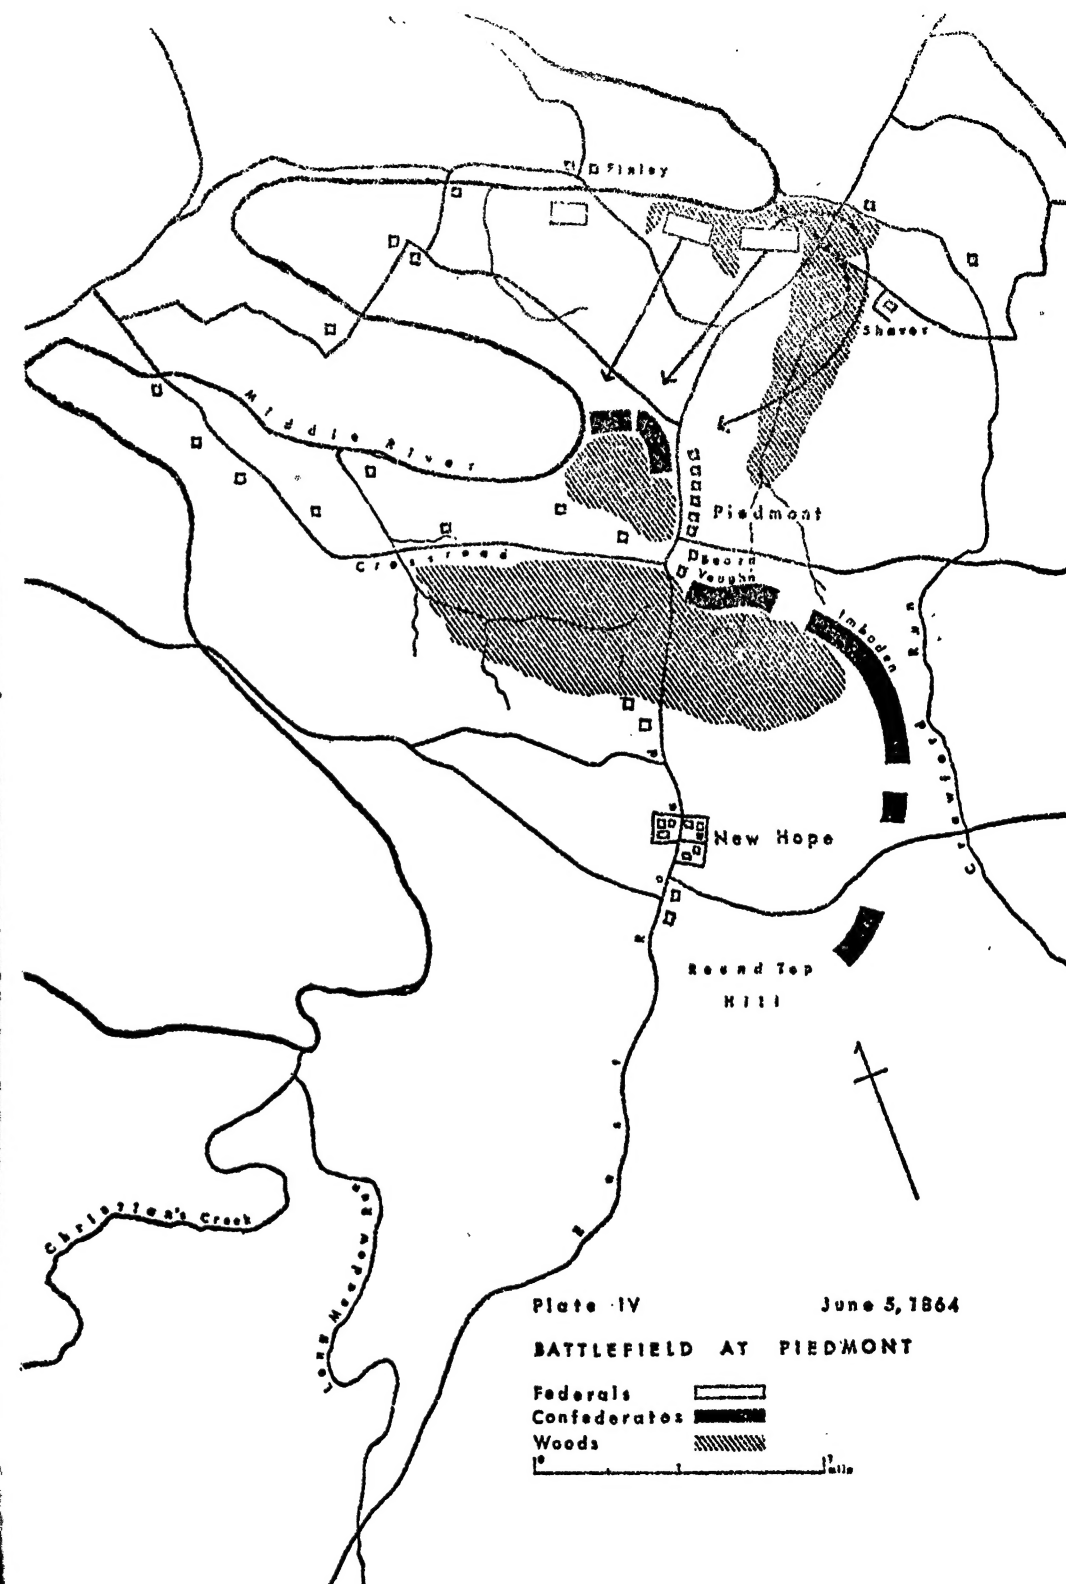 Finley
Shaver
Middle River
Piedmont
Crossroad
Beard
Vaughn
Imboden
Crawford Run
New Hope
East Road
Round Top
Hill
Christian's Creek
Long Meadow Run
Plate IV June 5, 1864
BATTLEFIELD AT PIEDMONT
Federals
Confederates
Woods
0 1
mile